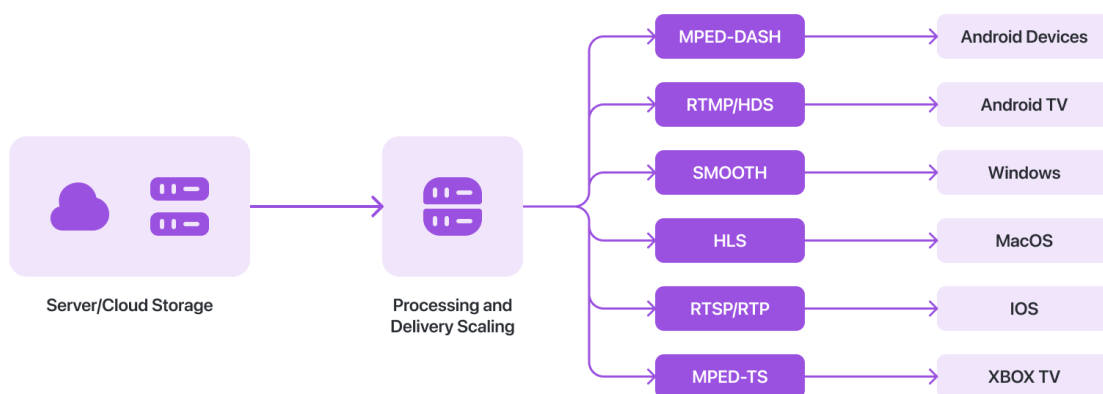 MPED-DASH
Android Devices
RTMP/HDS
Android TV
SMOOTH
Windows
HLS
MacOS
RTSP/RTP
IOS
MPED-TS
XBOX TV
Server/Cloud Storage
Processing and
Delivery Scaling